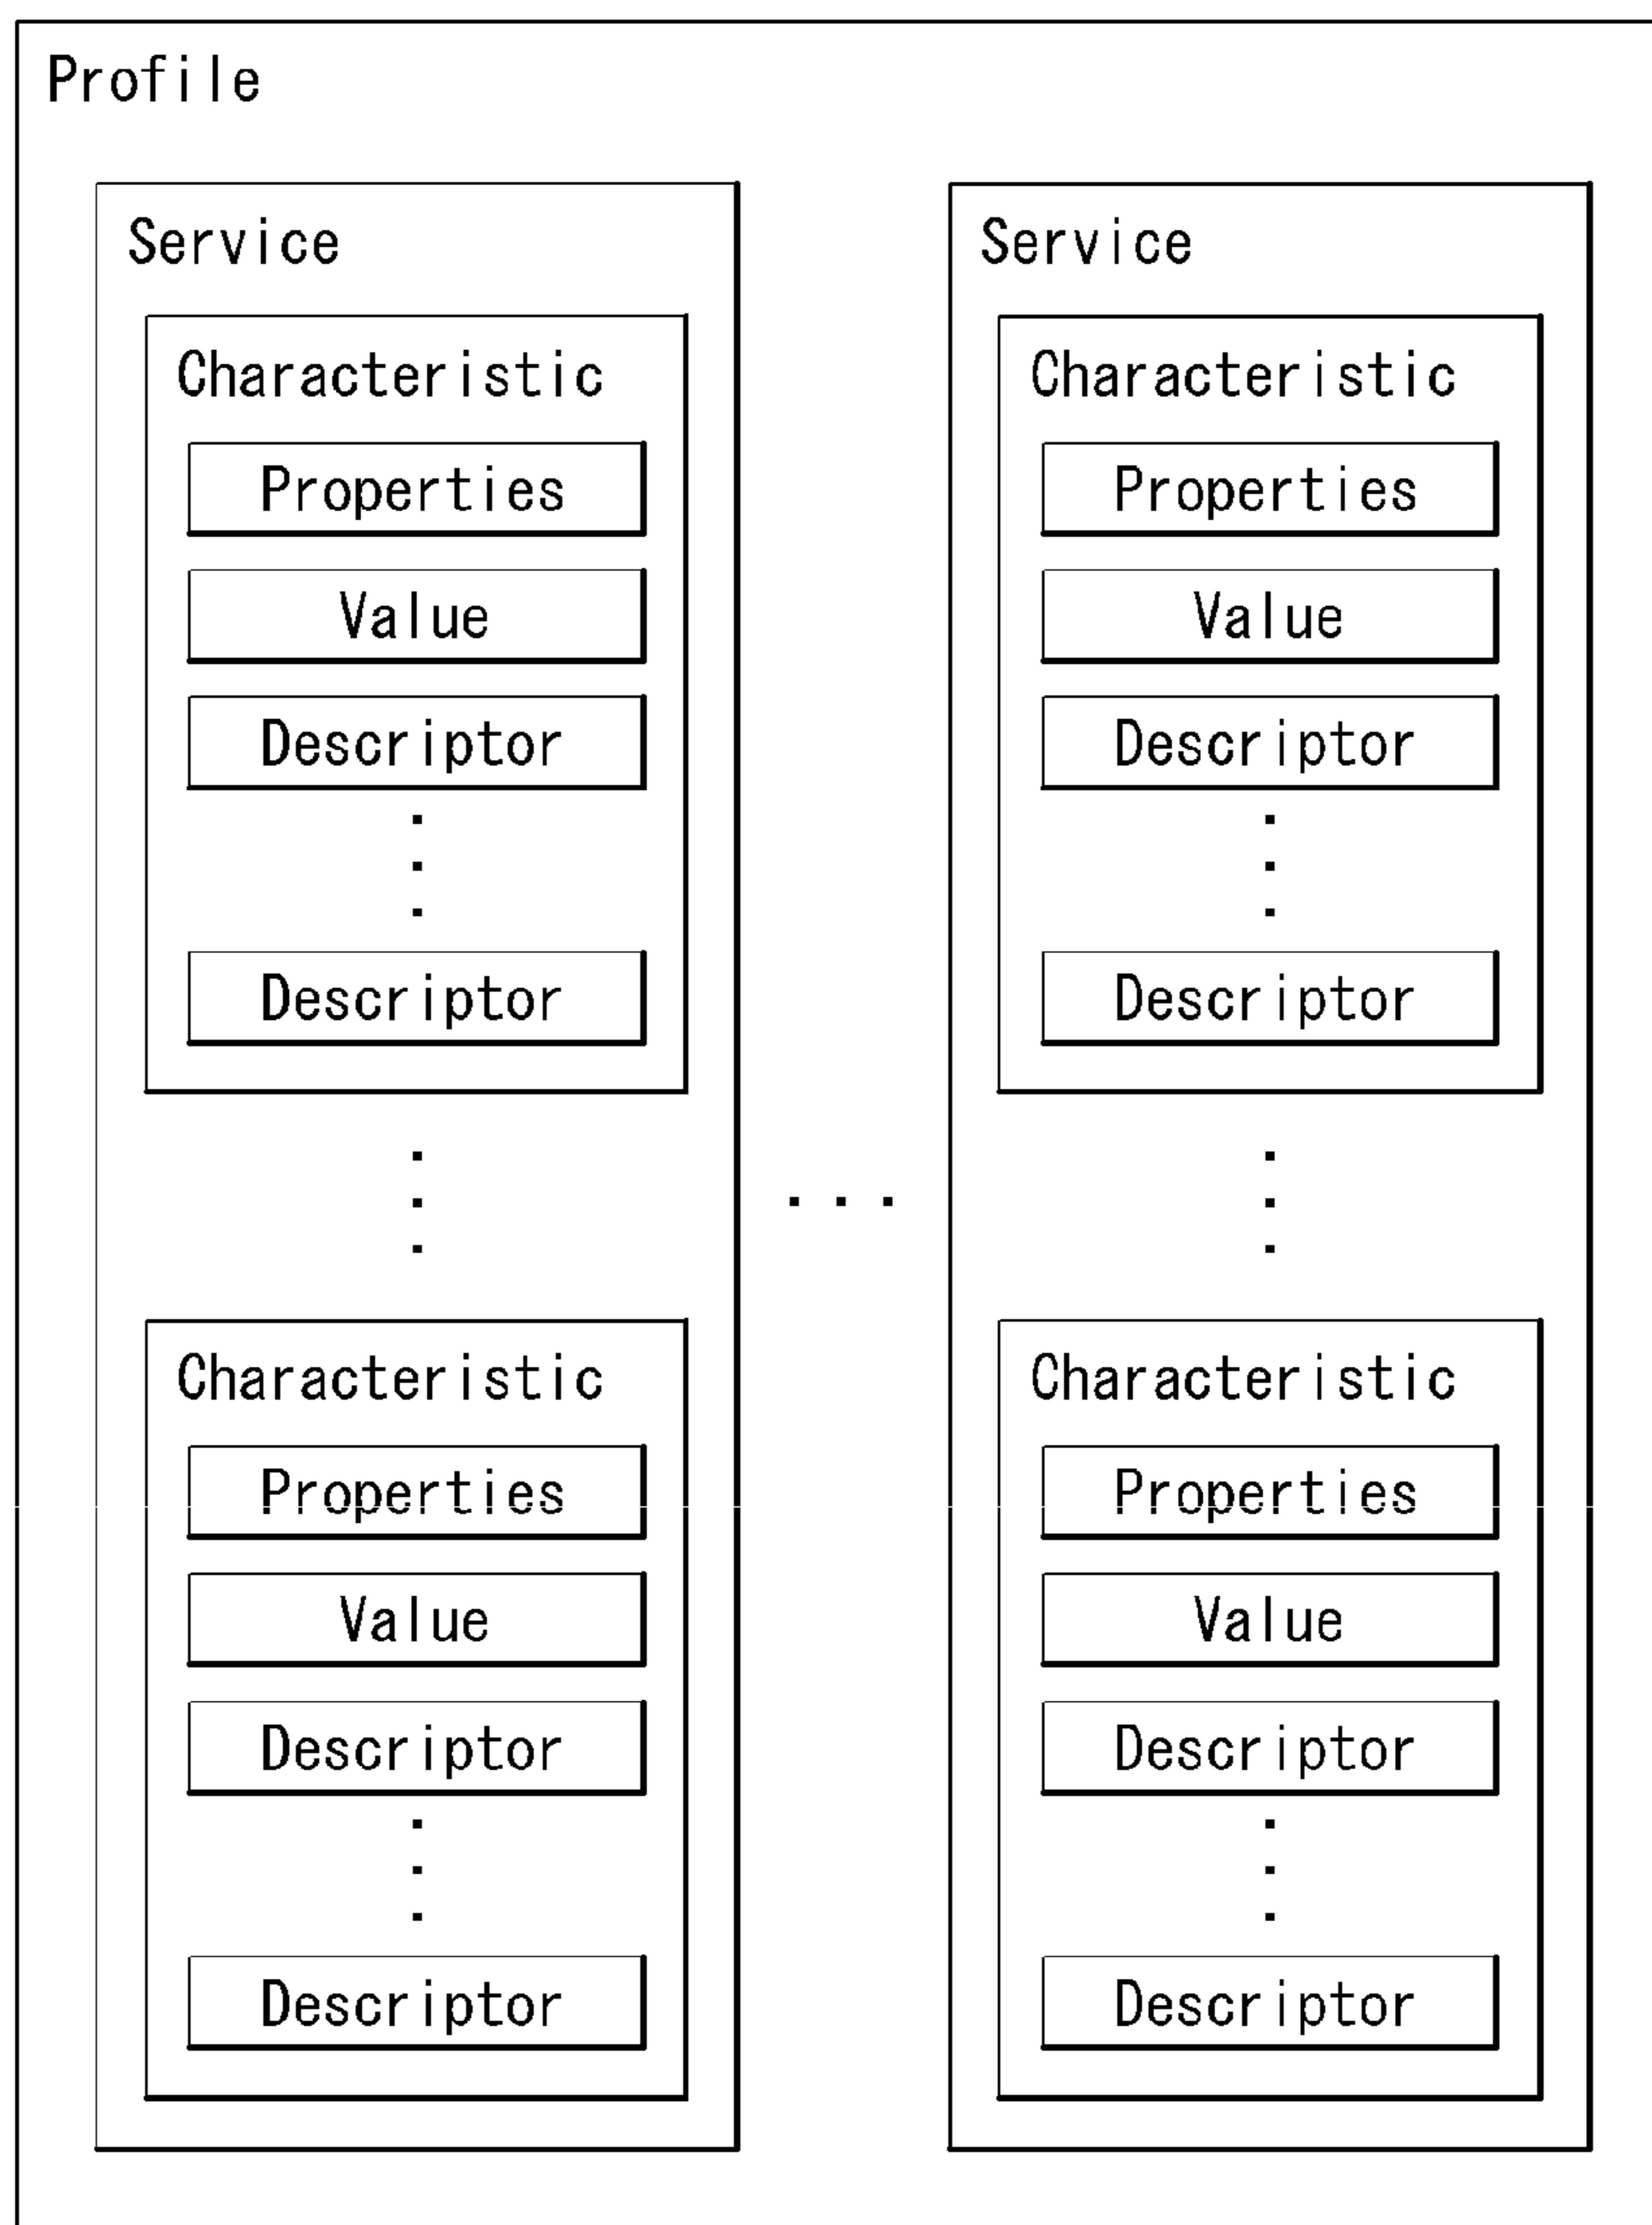 Profile
Service
Characteristic
Properties
Value
Descriptor
.
.
.
Descriptor
.
.
.
Characteristic
Properties
Value
Descriptor
.
.
.
Descriptor
. . .
Service
Characteristic
Properties
Value
Descriptor
.
.
.
Descriptor
.
.
.
Characteristic
Properties
Value
Descriptor
.
.
.
Descriptor